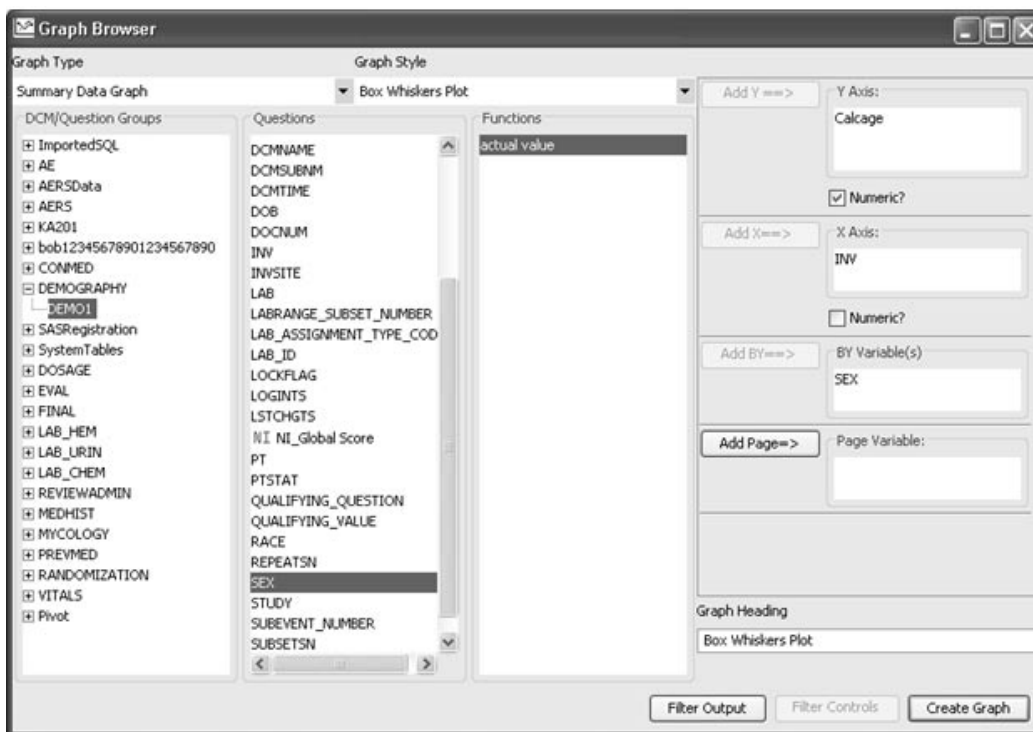 Graph Browser
Graph Type
Graph Style
Summary Data Graph
Box Whiskers Plot
DCM/Question Groups
ImportedSQL
AE
AERSData
AERS
KA201
bob12345678901234567890
CONMED
DEMOGRAPHY
DEMO1
SASRegistration
SystemTables
DOSAGE
EVAL
FINAL
LAB_HEM
LAB_URIN
LAB_CHEM
REVIEWADMIN
MEDHIST
MYCOLOGY
PREVMED
RANDOMIZATION
VITALS
Pivot
Questions
DCMNAME
DCMSUBNM
DCMTIME
DOB
DOCNUM
INV
INVSITE
LAB
LABRANGE_SUBSET_NUMBER
LAB_ASSIGNMENT_TYPE_COD
LAB_ID
LOCKFLAG
LOGINTS
LSTCHGTS
NI NI_Global Score
PT
PTSTAT
QUALIFYING_QUESTION
QUALIFYING_VALUE
RACE
REPEATSN
SEX
STUDY
SUBEVENT_NUMBER
SUBSETSN
Functions
actual value
Add Y ==>
Y Axis:
Calcage
Numeric?
Add X==>
X Axis:
INV
Numeric?
Add BY==>
BY Variable(s)
SEX
Add Page=>
Page Variable:
Graph Heading
Box Whiskers Plot
Filter Output
Filter Controls
Create Graph